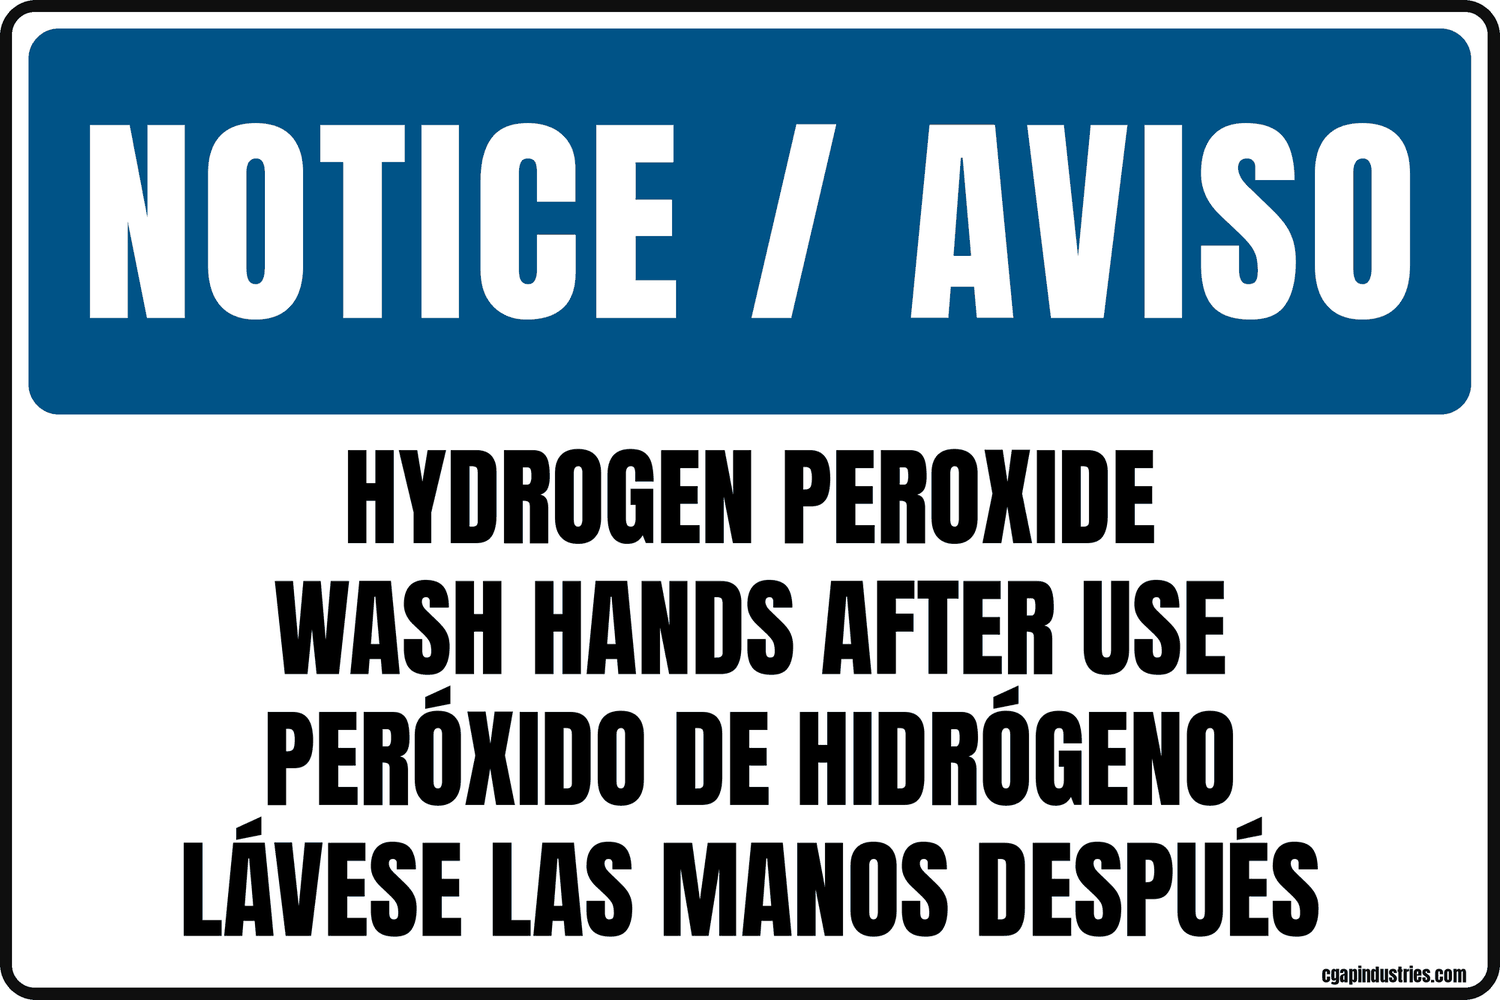 NOTICE / AVISO
HYDROGEN PEROXIDE
WASH HANDS AFTER USE
PERÓXIDO DE HIDRÓGENO
LÁVESE LAS MANOS DESPUÉS
cgapindustries.com